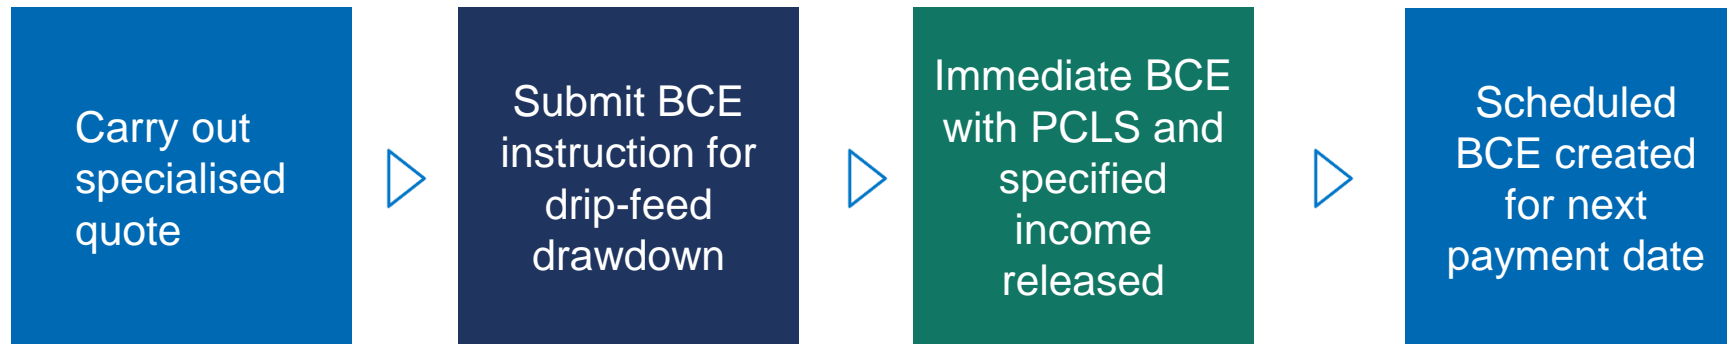 Carry out
specialised
quote
Submit BCE
instruction for
drip-feed
drawdown
Immediate BCE
with PCLS and
specified
income
released
Scheduled
BCE created
for next
payment date